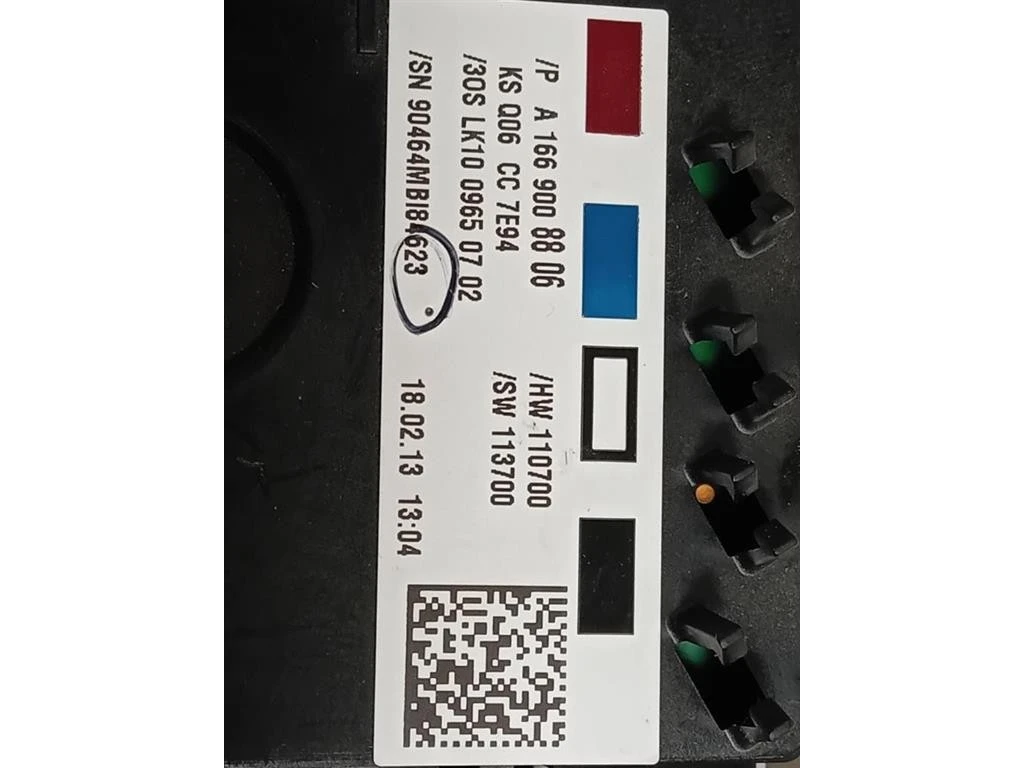 /P A 166 900 88 06
KS Q06 CC 7E94
/3OS LK10 0965 07 02
/SN 90464MBI84623
/HW 110700
/SW 113700
18.02.13 13:04